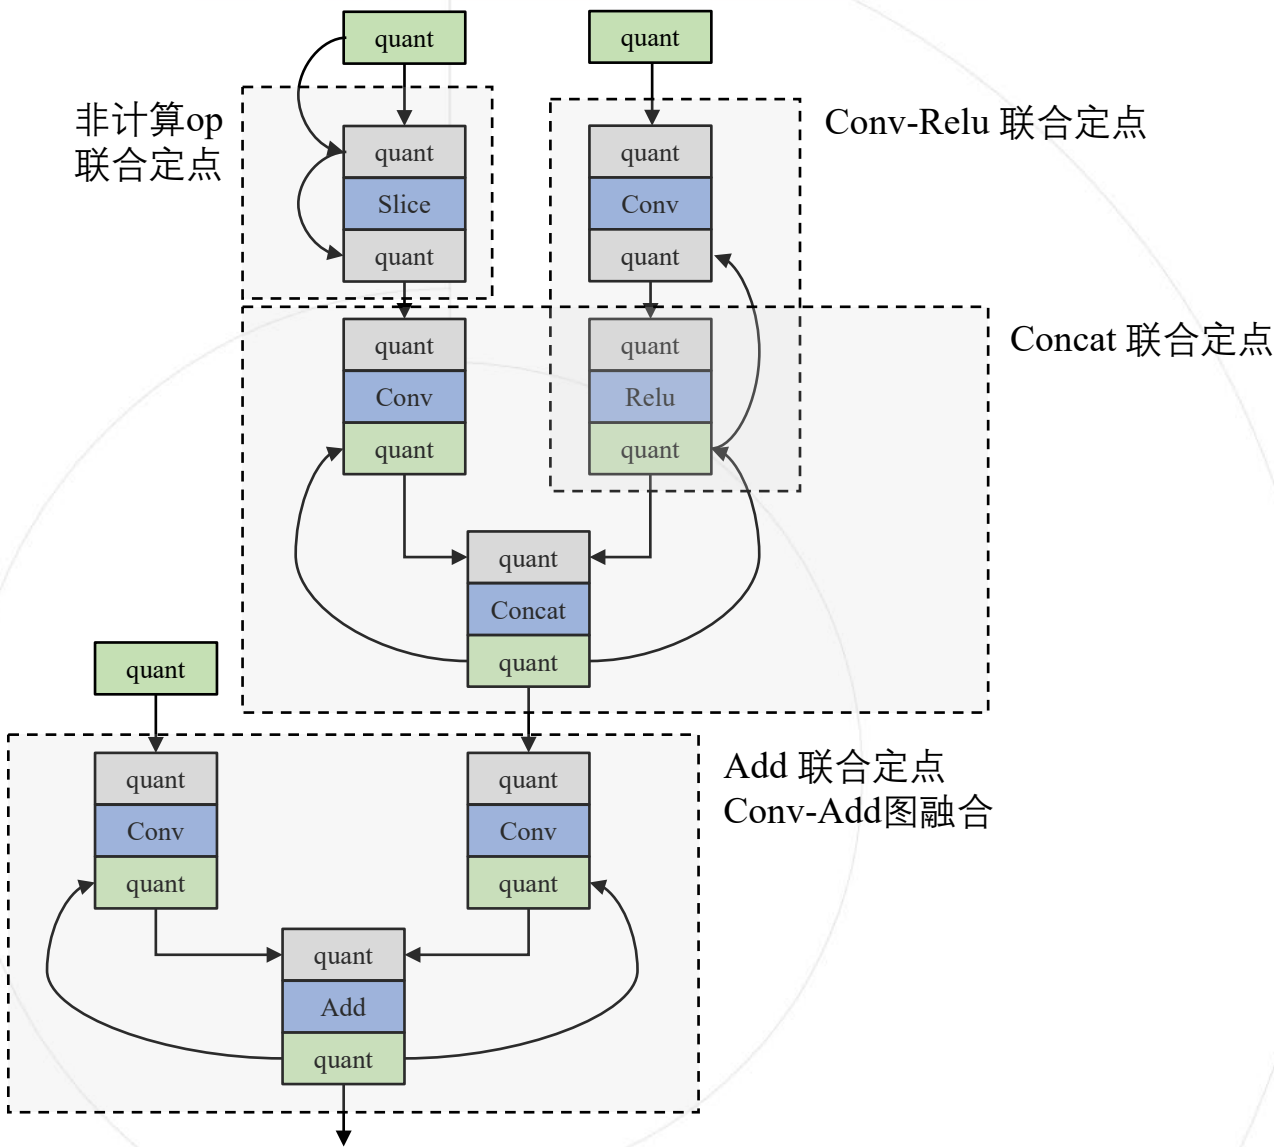 quant
quant
非计算op
联合定点
quant
Slice
quant
quant
Conv
quant
Conv-Relu 联合定点
quant
Conv
quant
quant
Relu
quant
Concat 联合定点
quant
Concat
quant
quant
quant
Conv
quant
quant
Conv
quant
Add 联合定点
Conv-Add图融合
quant
Add
quant